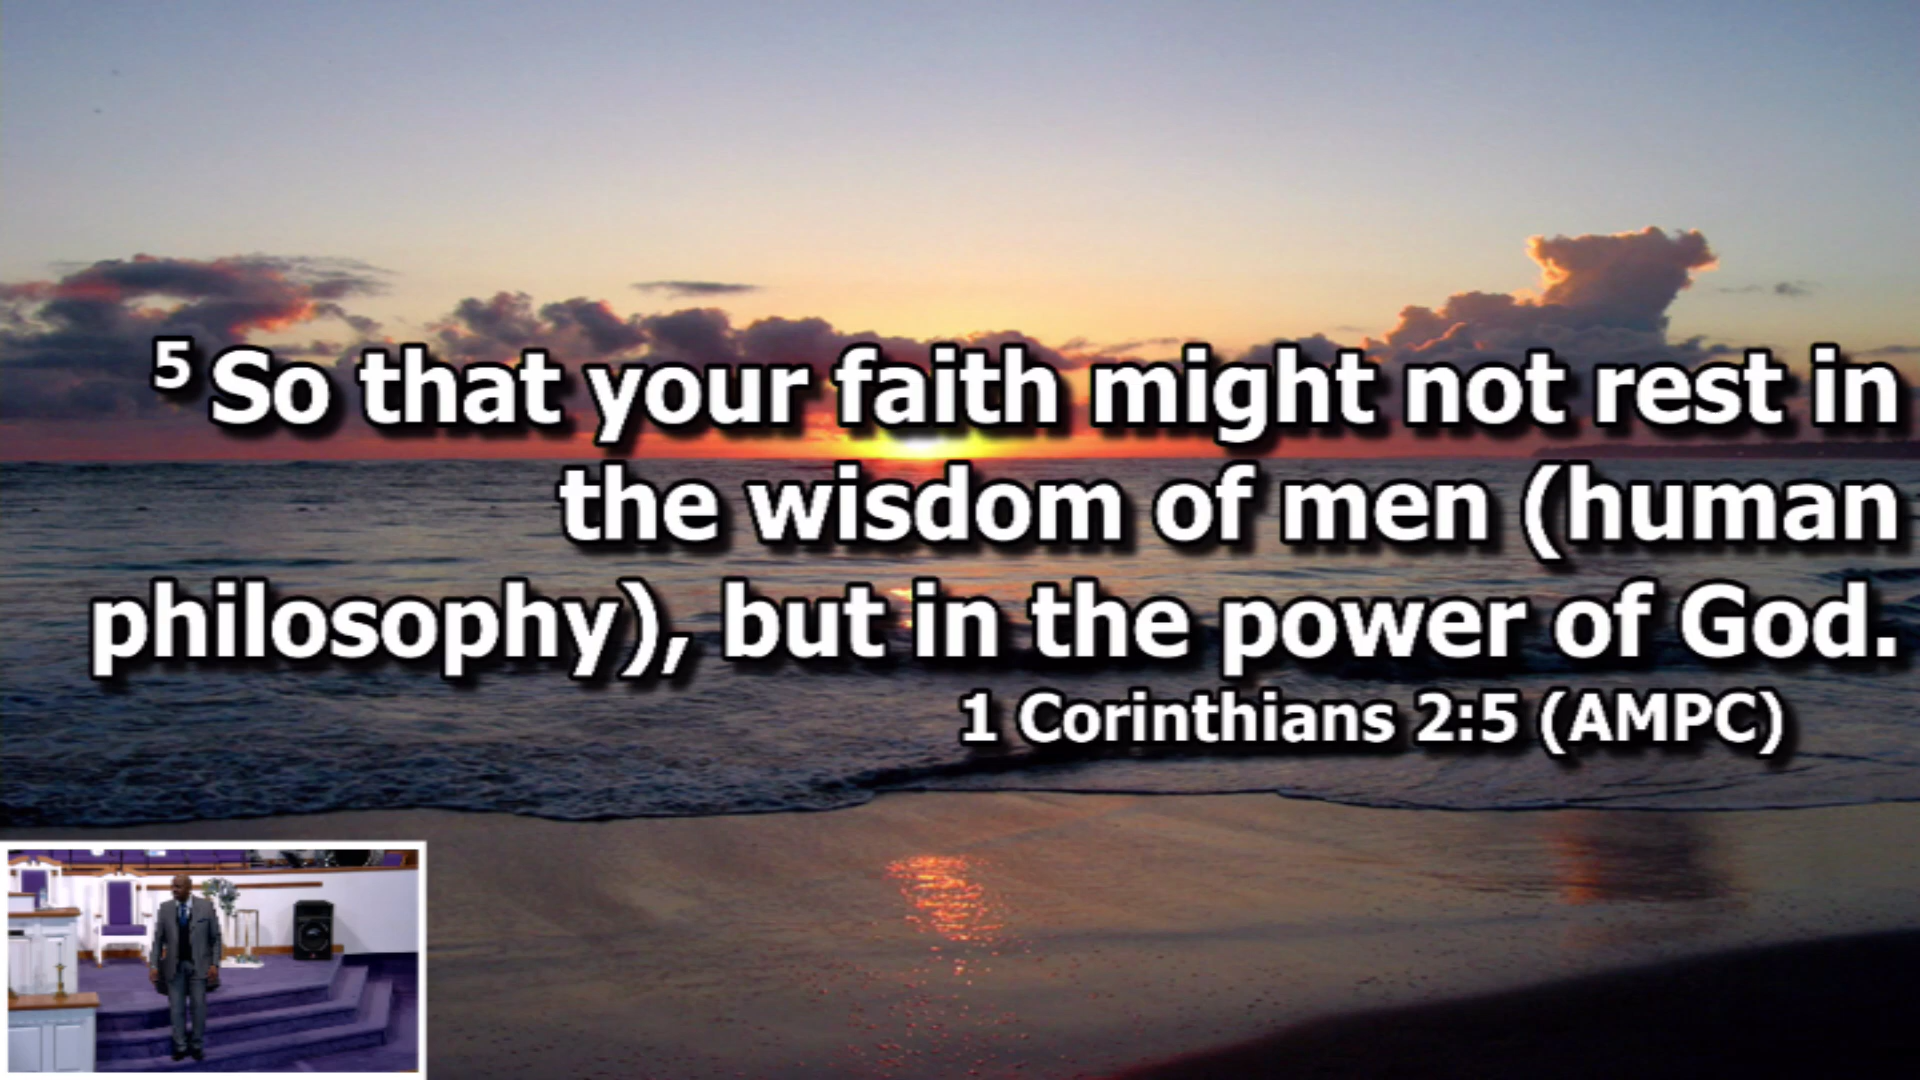 5 So that your faith might not rest in
the wisdom of men (human
philosophy), but in the power of God.
1 Corinthians 2:5 (AMPC)